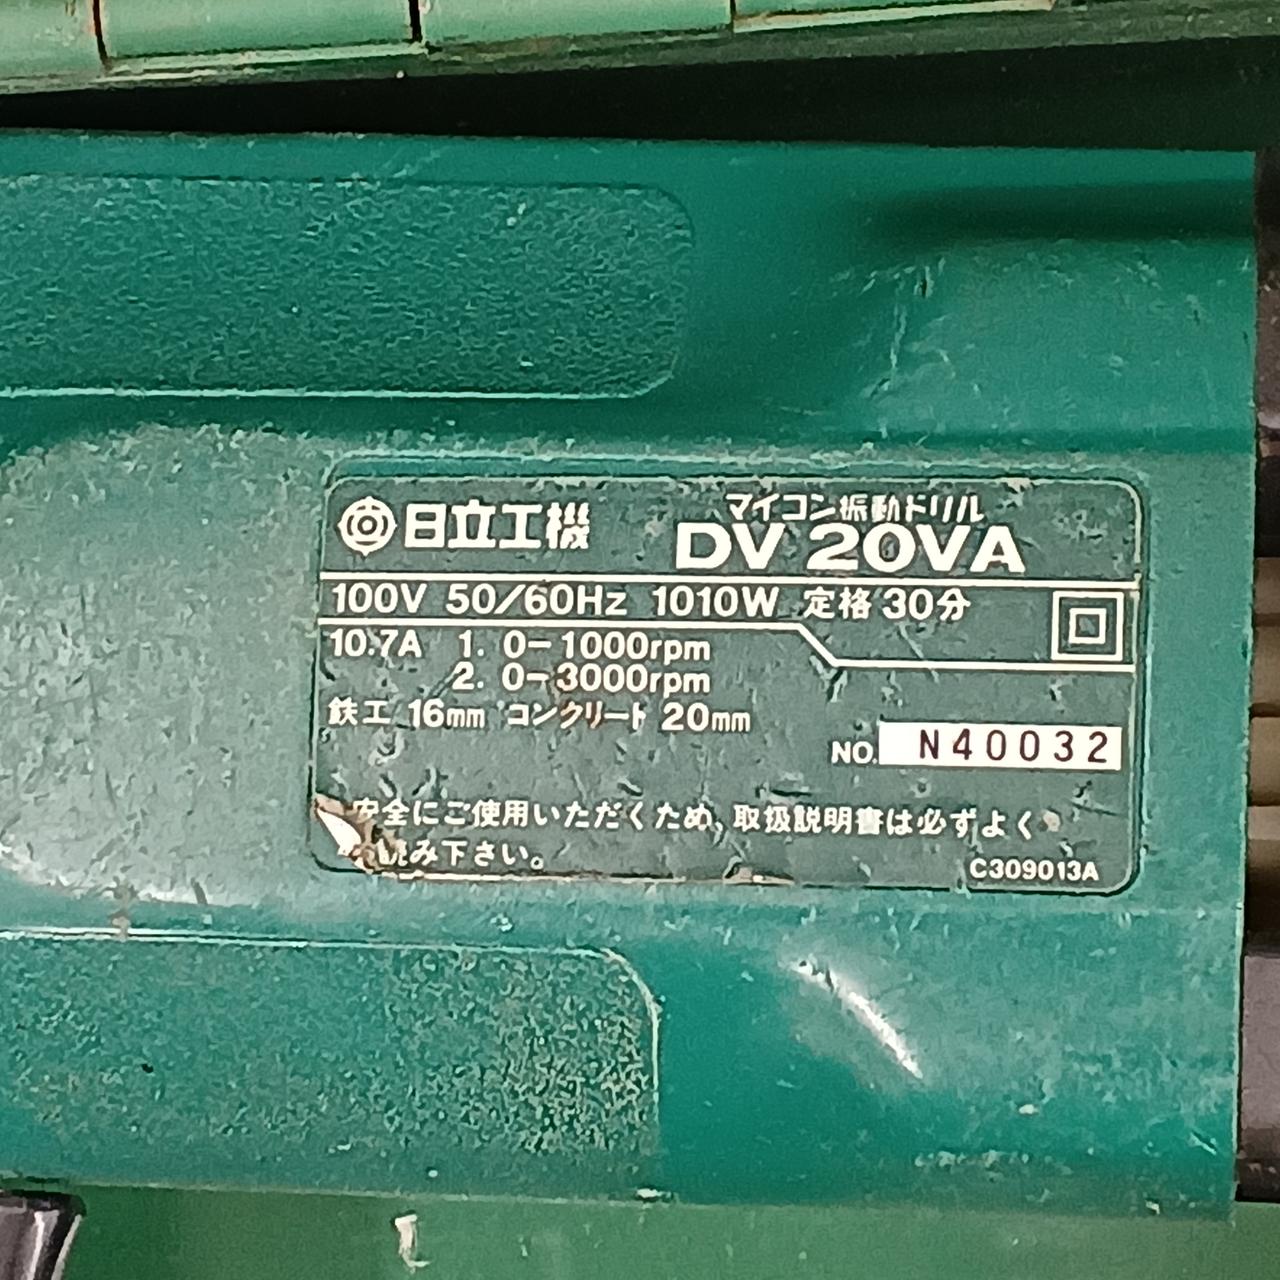 日立工機
マイコン振動ドリル
DV 20VA
100V 50/60Hz 1010W 定格 30分
10.7A 1. 0-1000rpm
2. 0-3000rpm
鉄工 16mm コンクリート 20mm
NO. N40032
安全にご使用いただくため、取扱説明書は必ずよく
読み下さい。
C309013A